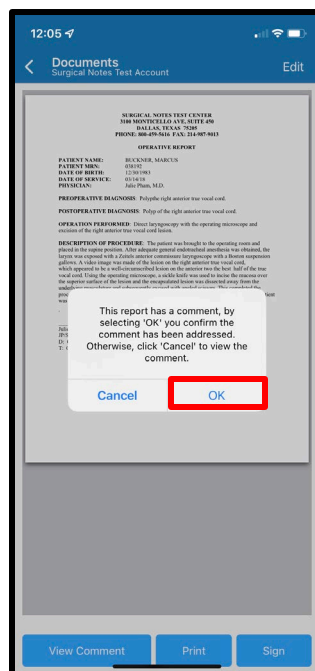 12:05
Documents
Surgical Notes Test Account
Edit
SURGICAL NOTES TEST CENTER
3100 MONTICELLO AVE, SUITE 450
DALLAS, TEXAS 75205
PHONE: 800-459-5616 FAX: 214-987-9013
OPERATIVE REPORT
PATIENT NAME: BUCKNER, MARCUS
PATIENT MRN: 038192
DATE OF BIRTH: 12/30/1983
DATE OF SERVICE: 03/14/18
PHYSICIAN: Julie Pham, M.D.
PREOPERATIVE DIAGNOSIS: Polypthe right anterior true vocal cord.
POSTOPERATIVE DIAGNOSIS: Polyp of the right anterior true vocal cord.
OPERATION PERFORMED: Direct laryngoscopy with the operating microscope and
excision of the right anterior true vocal cord lesion.
DESCRIPTION OF PROCEDURE: The patient was brought to the operating room and
placed in the supine position. After adequate general endotracheal anesthesia was obtained, the
larynx was exposed with a Zeitels anterior commissure laryngoscope with a Boston suspension
gallows. A video image was made of the lesion on the right anterior true vocal cord,
which appeared to be a well-circumscribed lesion on the anterior two the best half of the true
vocal cord. Using the operating microscope, a sickle knife was used to incise the mucosa over
the superior surface of the lesion and the encapsulated lesion was dissected away from the
This report has a comment, by
selecting 'OK' you confirm the
comment has been addressed.
Otherwise, click 'Cancel' to view the
comment.
Cancel OK
View Comment Print Sign